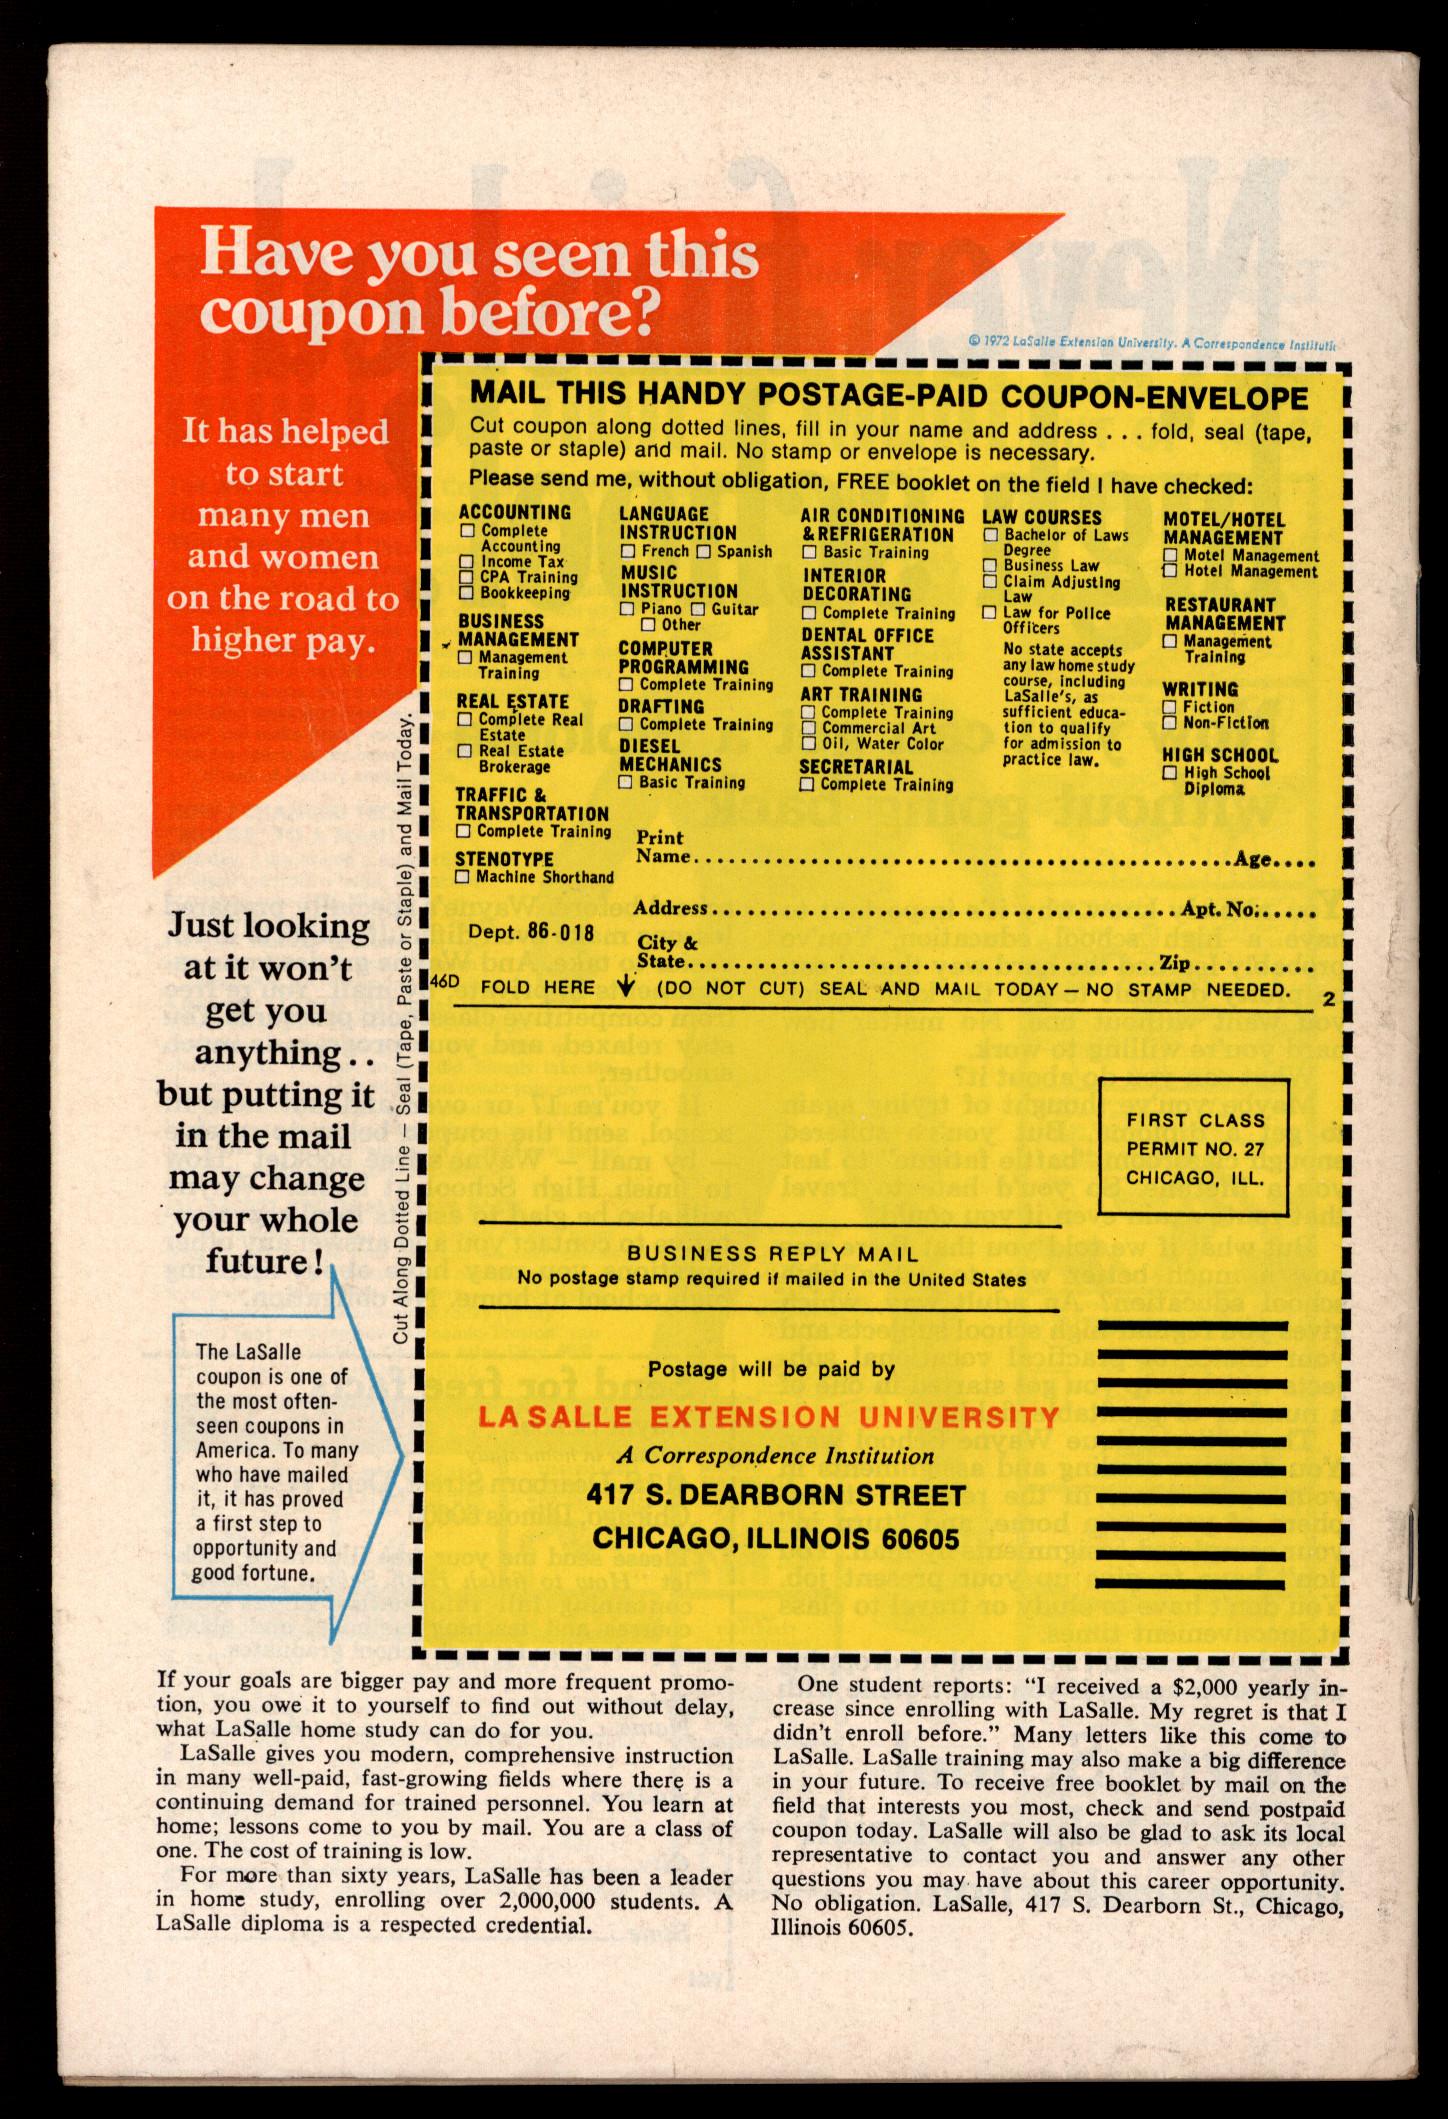 Have you seen this
coupon before?
© 1972 LaSalle Extension University. A Correspondence Institutic
It has helped
to start
many men
and women
on the road to
higher pay.
Just looking
at it won't
get you
anything . .
but putting it
in the mail
may change
your whole
future!
The LaSalle
coupon is one of
the most often-
seen coupons in
America. To many
who have mailed
it, it has proved
a first step to
opportunity and
good fortune.
Cut Along Dotted Line — Seal (Tape, Paste or Staple) and Mail Today.
MAIL THIS HANDY POSTAGE-PAID COUPON-ENVELOPE
Cut coupon along dotted lines, fill in your name and address . . . fold, seal (tape,
paste or staple) and mail. No stamp or envelope is necessary.
Please send me, without obligation, FREE booklet on the field I have checked:
ACCOUNTING
Complete
Accounting
Income Tax
CPA Training
Bookkeeping
BUSINESS
MANAGEMENT
Management
Training
REAL ESTATE
Complete Real
Estate
Real Estate
Brokerage
TRAFFIC &
TRANSPORTATION
Complete Training
STENOTYPE
Machine Shorthand
LANGUAGE
INSTRUCTION
French Spanish
MUSIC
INSTRUCTION
Piano Guitar
Other
COMPUTER
PROGRAMMING
Complete Training
DRAFTING
Complete Training
DIESEL
MECHANICS
Basic Training
AIR CONDITIONING
& REFRIGERATION
Basic Training
INTERIOR
DECORATING
Complete Training
DENTAL OFFICE
ASSISTANT
Complete Training
ART TRAINING
Complete Training
Commercial Art
Oil, Water Color
SECRETARIAL
Complete Training
LAW COURSES
Bachelor of Laws
Degree
Business Law
Claim Adjusting
Law
Law for Police
Officers
No state accepts
any law home study
course, including
LaSalle's, as
sufficient educa-
tion to qualify
for admission to
practice law.
MOTEL/HOTEL
MANAGEMENT
Motel Management
Hotel Management
RESTAURANT
MANAGEMENT
Management
Training
WRITING
Fiction
Non-Fiction
HIGH SCHOOL
High School
Diploma
Print
Name.......... Age....
Address.......... Apt. No......
Dept. 86-018
City &
State.......... Zip..........
46D FOLD HERE ↓ (DO NOT CUT) SEAL AND MAIL TODAY — NO STAMP NEEDED. 2
FIRST CLASS
PERMIT NO. 27
CHICAGO, ILL.
BUSINESS REPLY MAIL
No postage stamp required if mailed in the United States
Postage will be paid by
LA SALLE EXTENSION UNIVERSITY
A Correspondence Institution
417 S. DEARBORN STREET
CHICAGO, ILLINOIS 60605
If your goals are bigger pay and more frequent promo-
tion, you owe it to yourself to find out without delay,
what LaSalle home study can do for you.
LaSalle gives you modern, comprehensive instruction
in many well-paid, fast-growing fields where there is a
continuing demand for trained personnel. You learn at
home; lessons come to you by mail. You are a class of
one. The cost of training is low.
For more than sixty years, LaSalle has been a leader
in home study, enrolling over 2,000,000 students. A
LaSalle diploma is a respected credential.
One student reports: “I received a $2,000 yearly in-
crease since enrolling with LaSalle. My regret is that I
didn't enroll before.” Many letters like this come to
LaSalle. LaSalle training may also make a big difference
in your future. To receive free booklet by mail on the
field that interests you most, check and send postpaid
coupon today. LaSalle will also be glad to ask its local
representative to contact you and answer any other
questions you may have about this career opportunity.
No obligation. LaSalle, 417 S. Dearborn St., Chicago,
Illinois 60605.